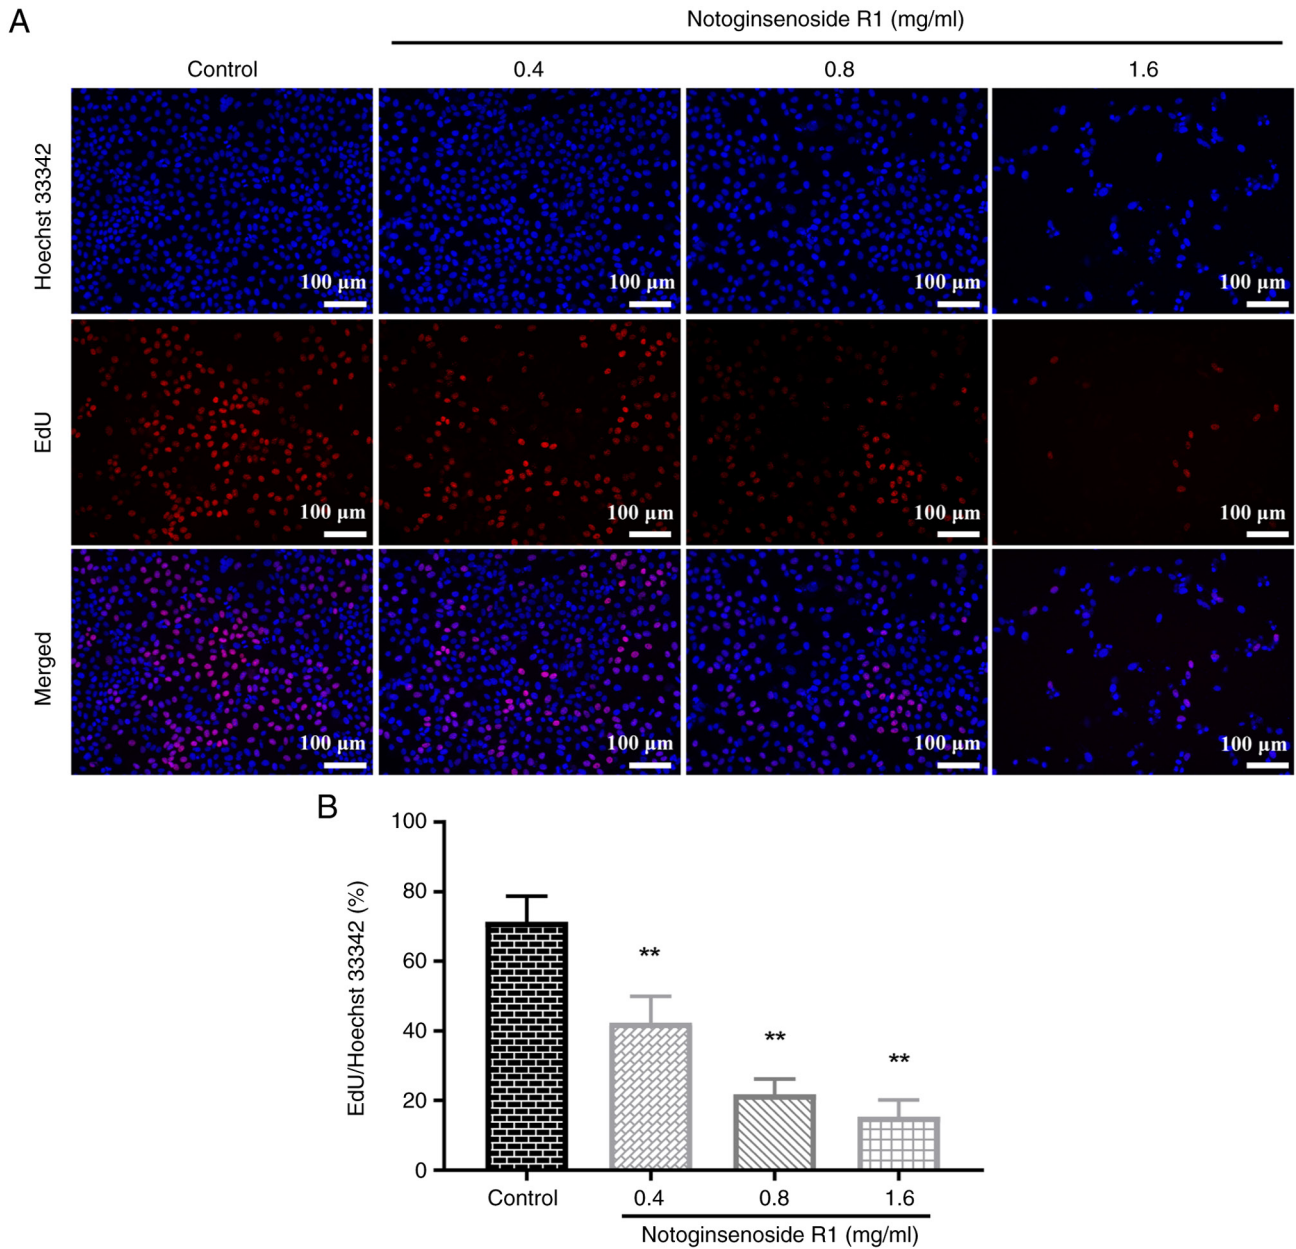 A
Notoginsenoside R1 (mg/ml)
Control 0.4 0.8 1.6
Hoechst 33342
100 µm 100 µm 100 µm 100 µm
EdU
100 µm 100 µm 100 µm 100 µm
Merged
100 µm 100 µm 100 µm 100 µm
B
EdU/Hoechst 33342 (%)
100
80
60
40
20
0
** ** **
Control 0.4 0.8 1.6
Notoginsenoside R1 (mg/ml)